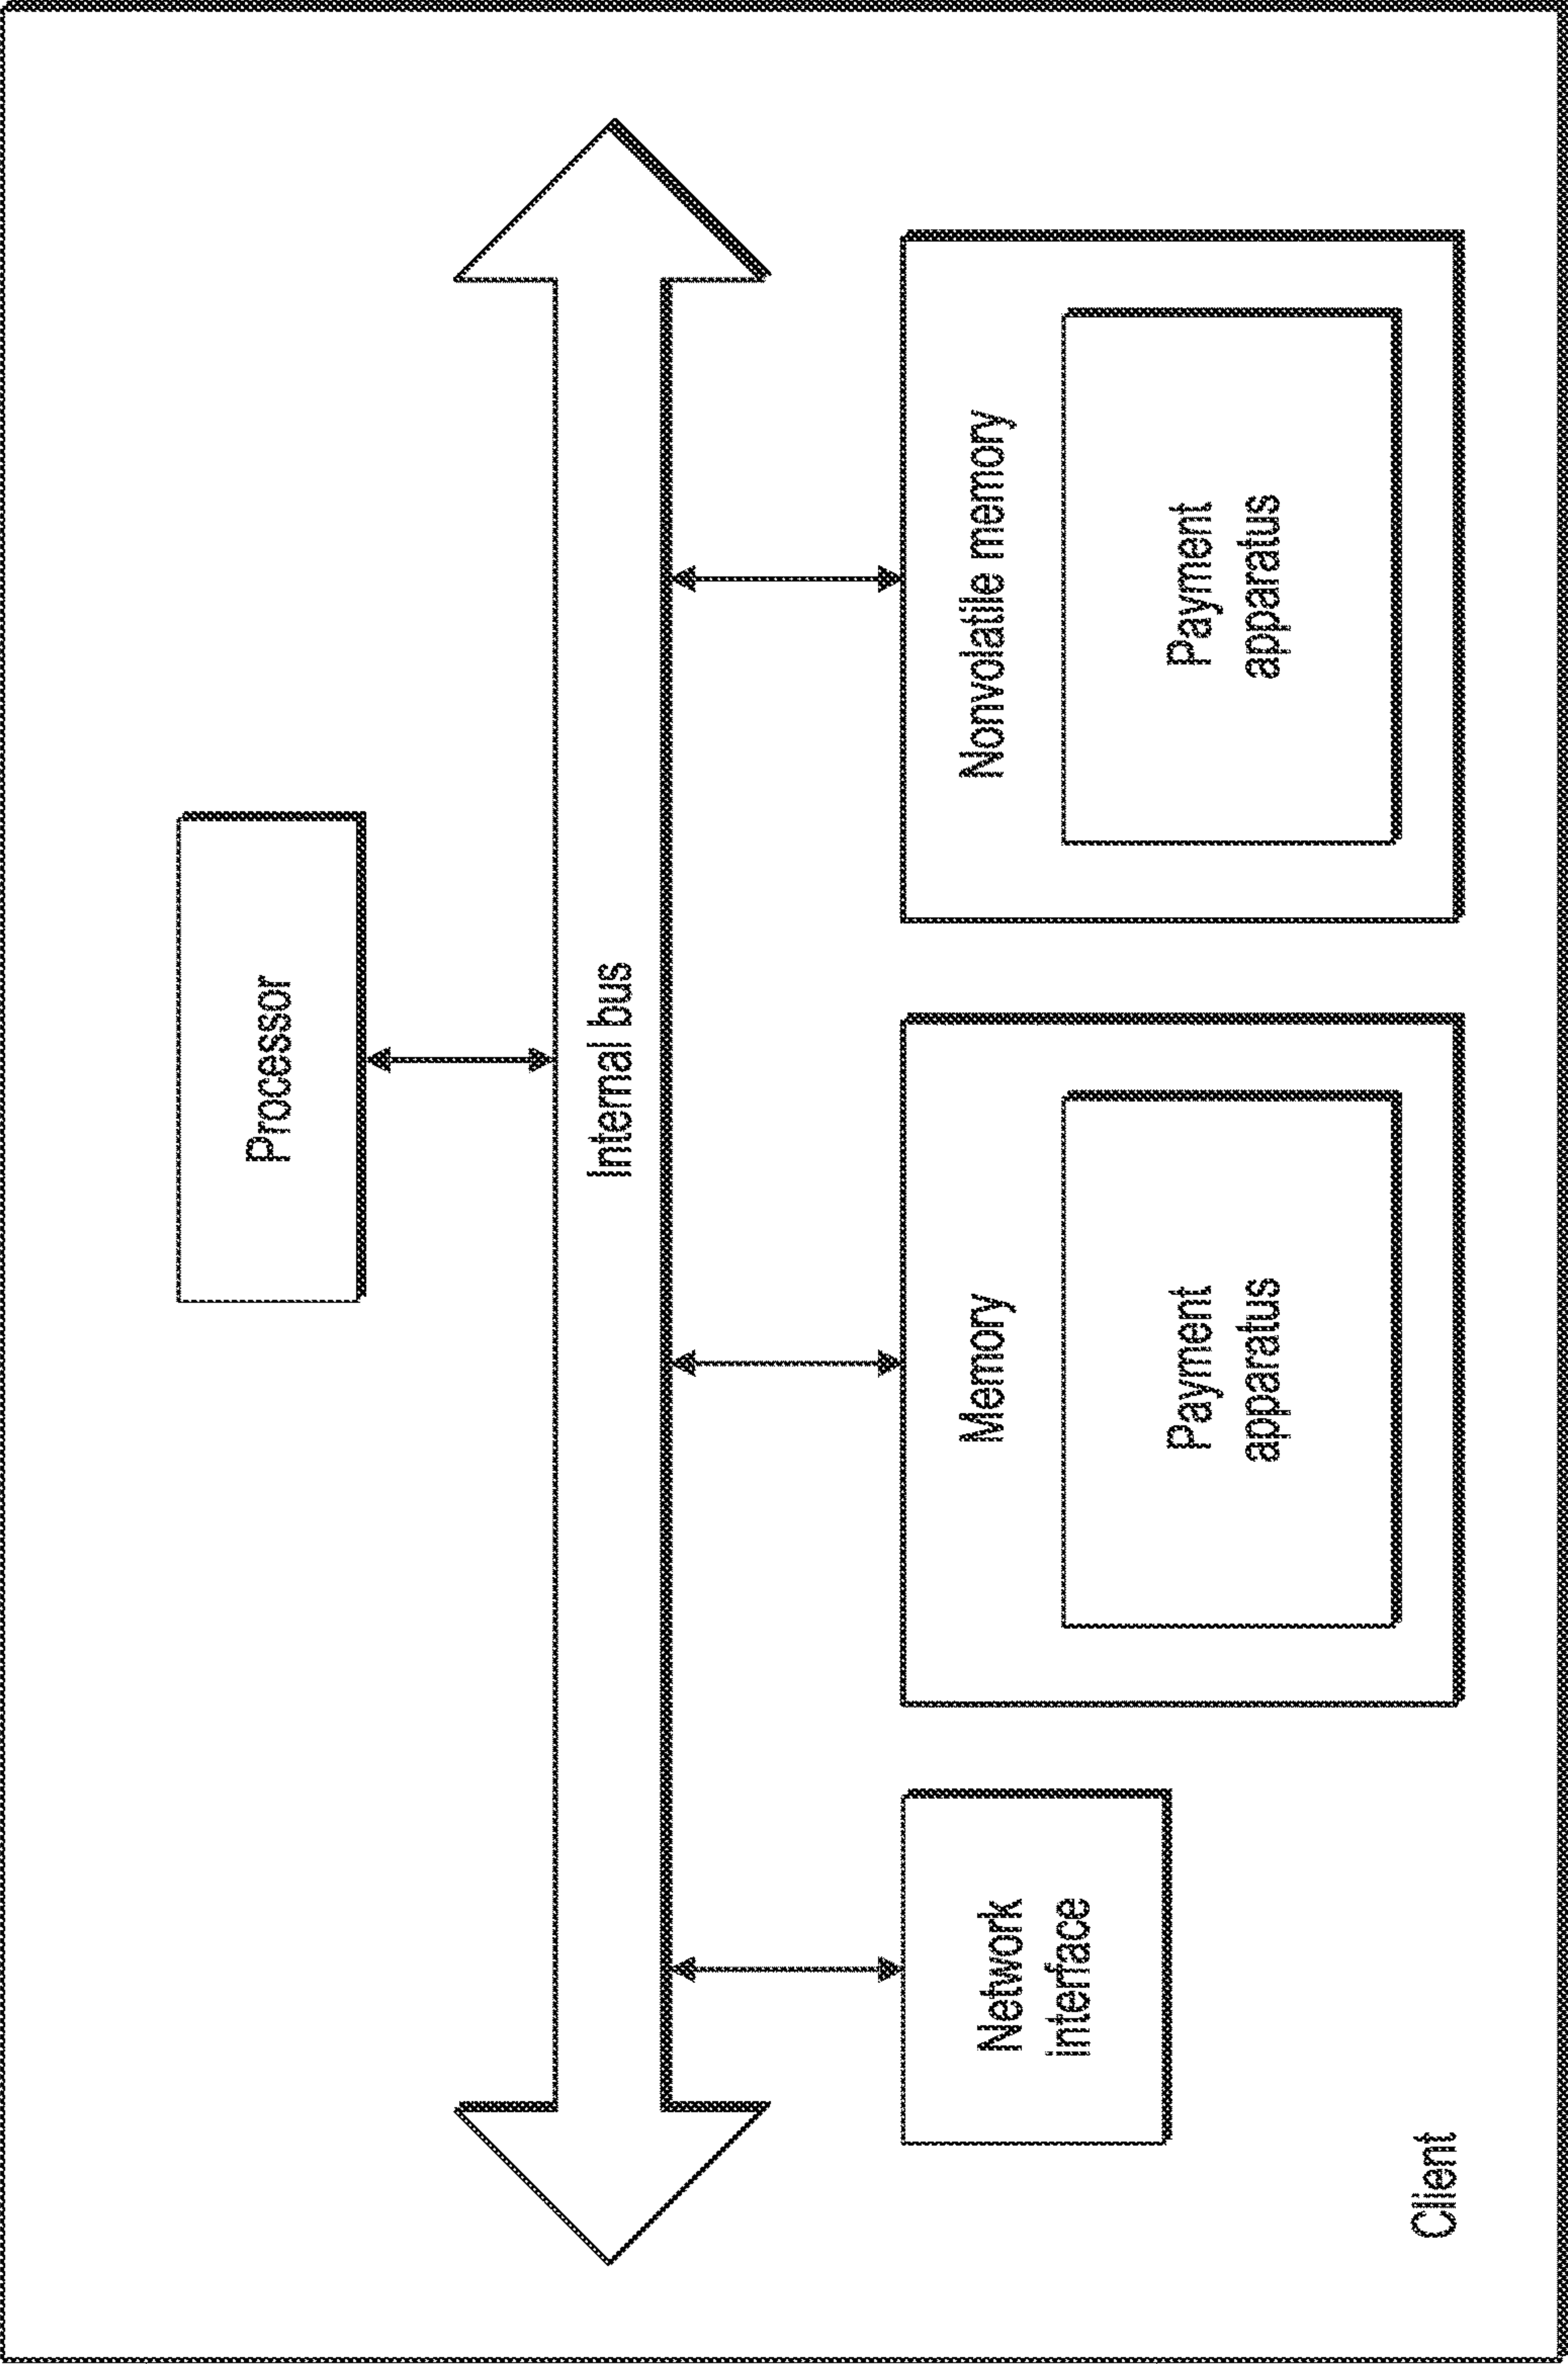 Processor
Internal bus
Network
interface
Memory
Payment
apparatus
Nonvolatile memory
Payment
apparatus
Client